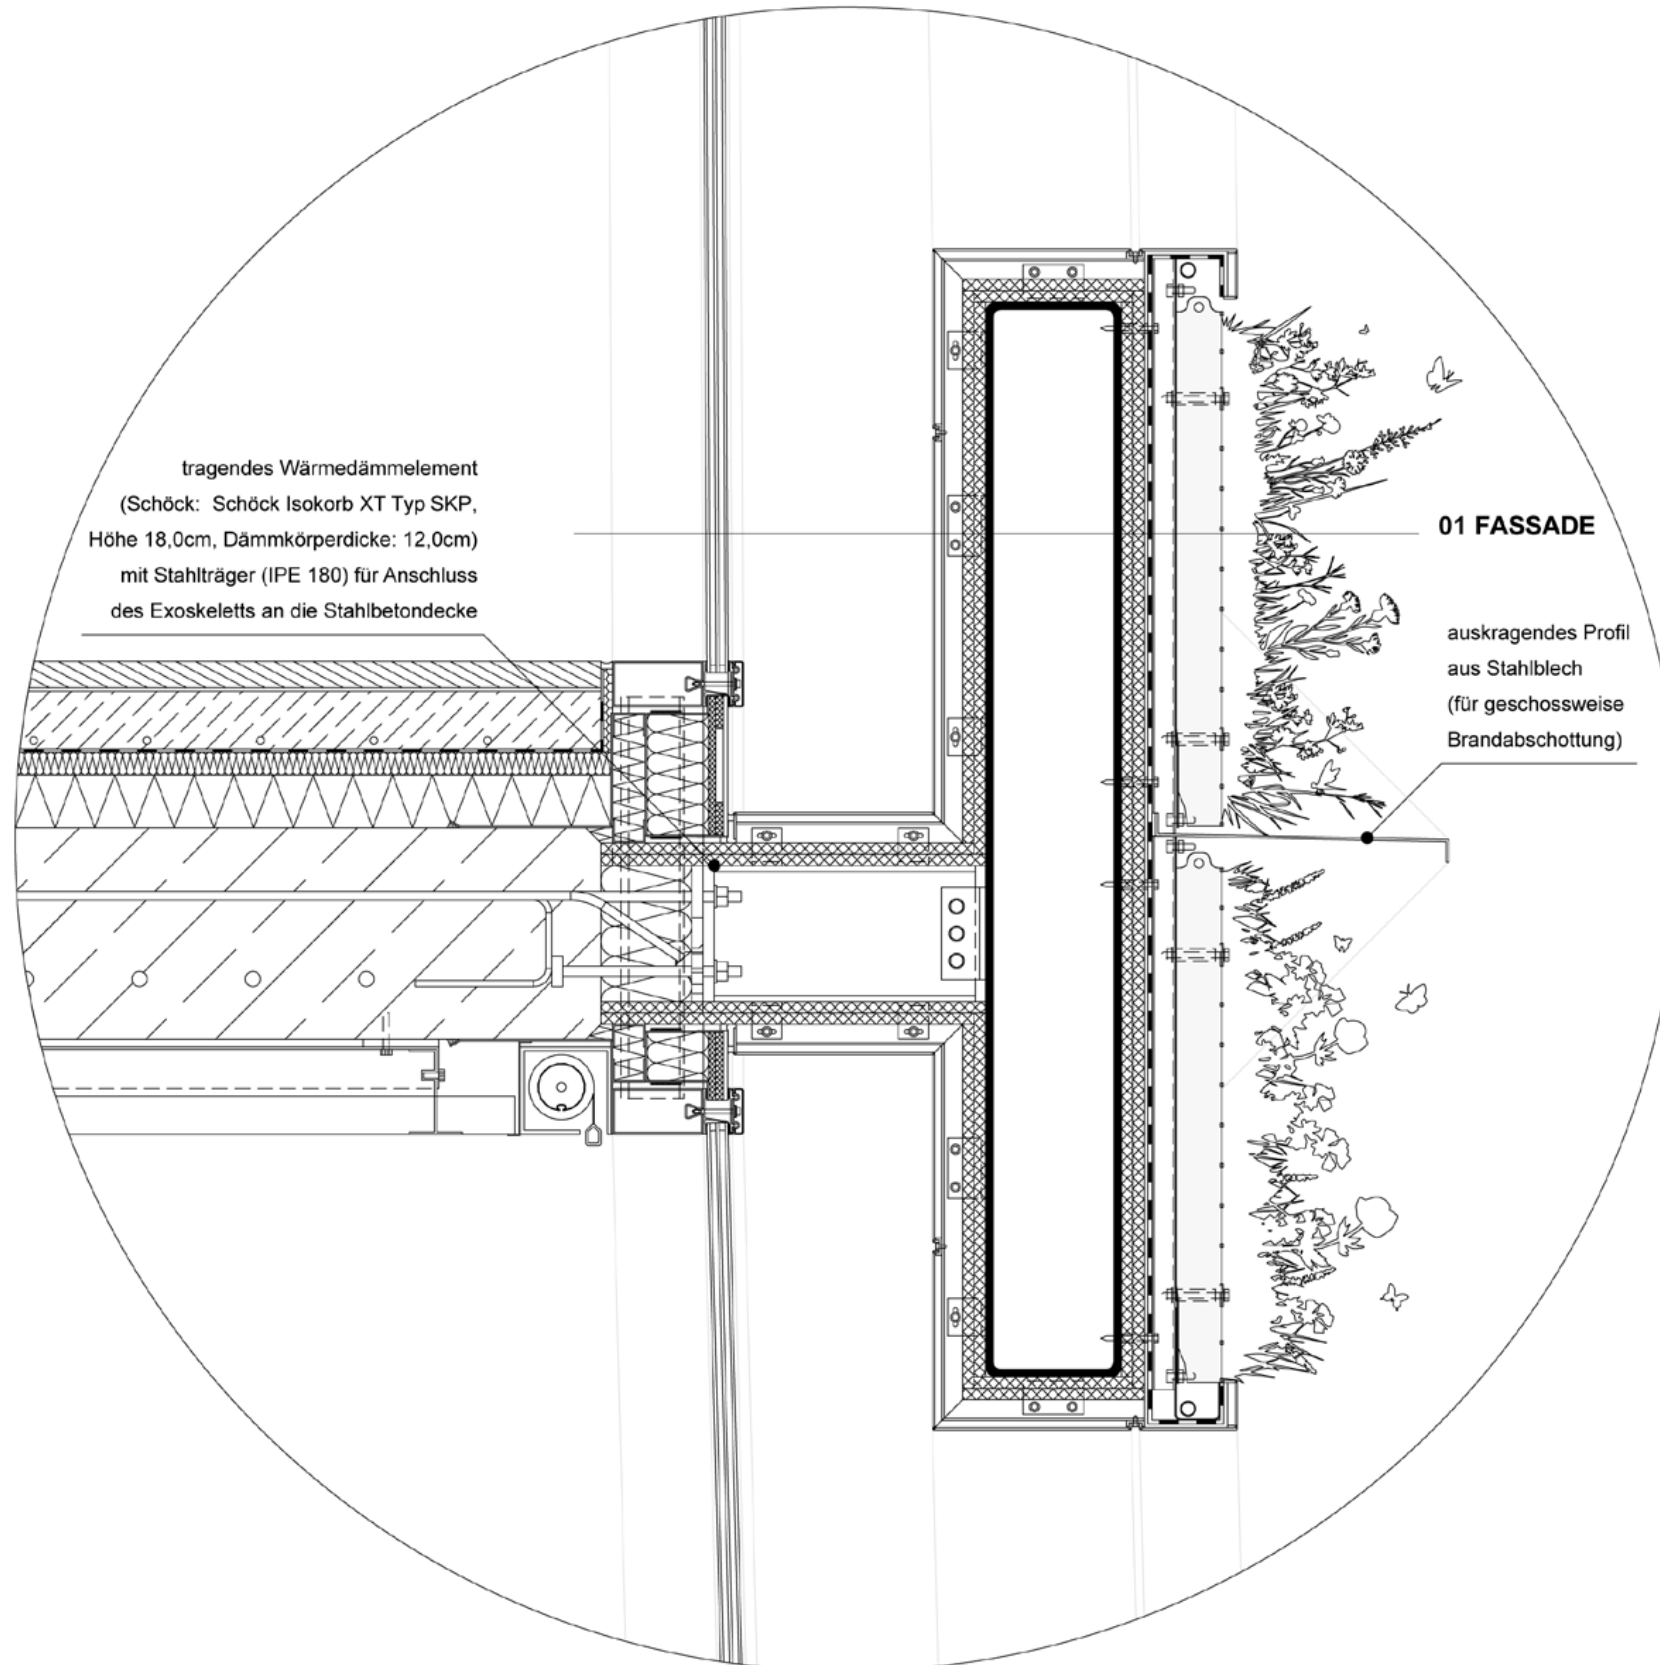 tragendes Wärmedämmelement
(Schöck: Schöck Isokorb XT Typ SKP,
Höhe 18,0cm, Dämmkörperdicke: 12,0cm)
mit Stahlträger (IPE 180) für Anschluss
des Exoskeletts an die Stahlbetondecke
01 FASSADE
auskragendes Profil
aus Stahlblech
(für geschossweise
Brandabschottung)